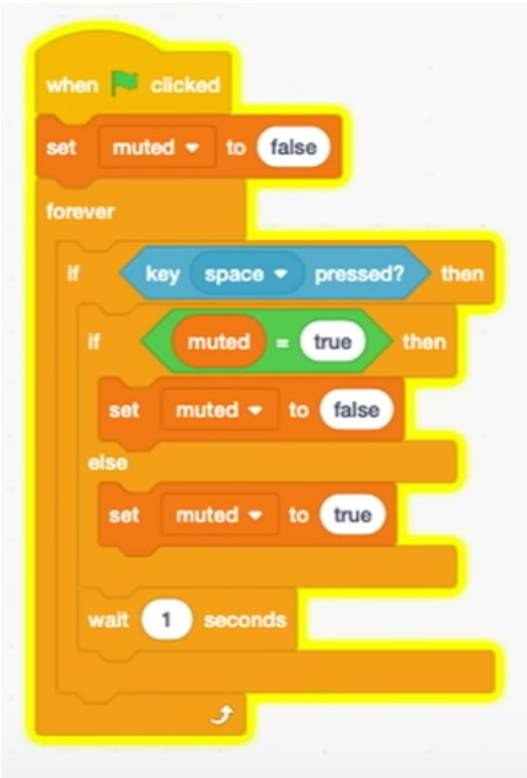 when clicked
set muted to false
forever
if key space pressed? then
if muted = true then
set muted to false
else
set muted to true
wait 1 seconds